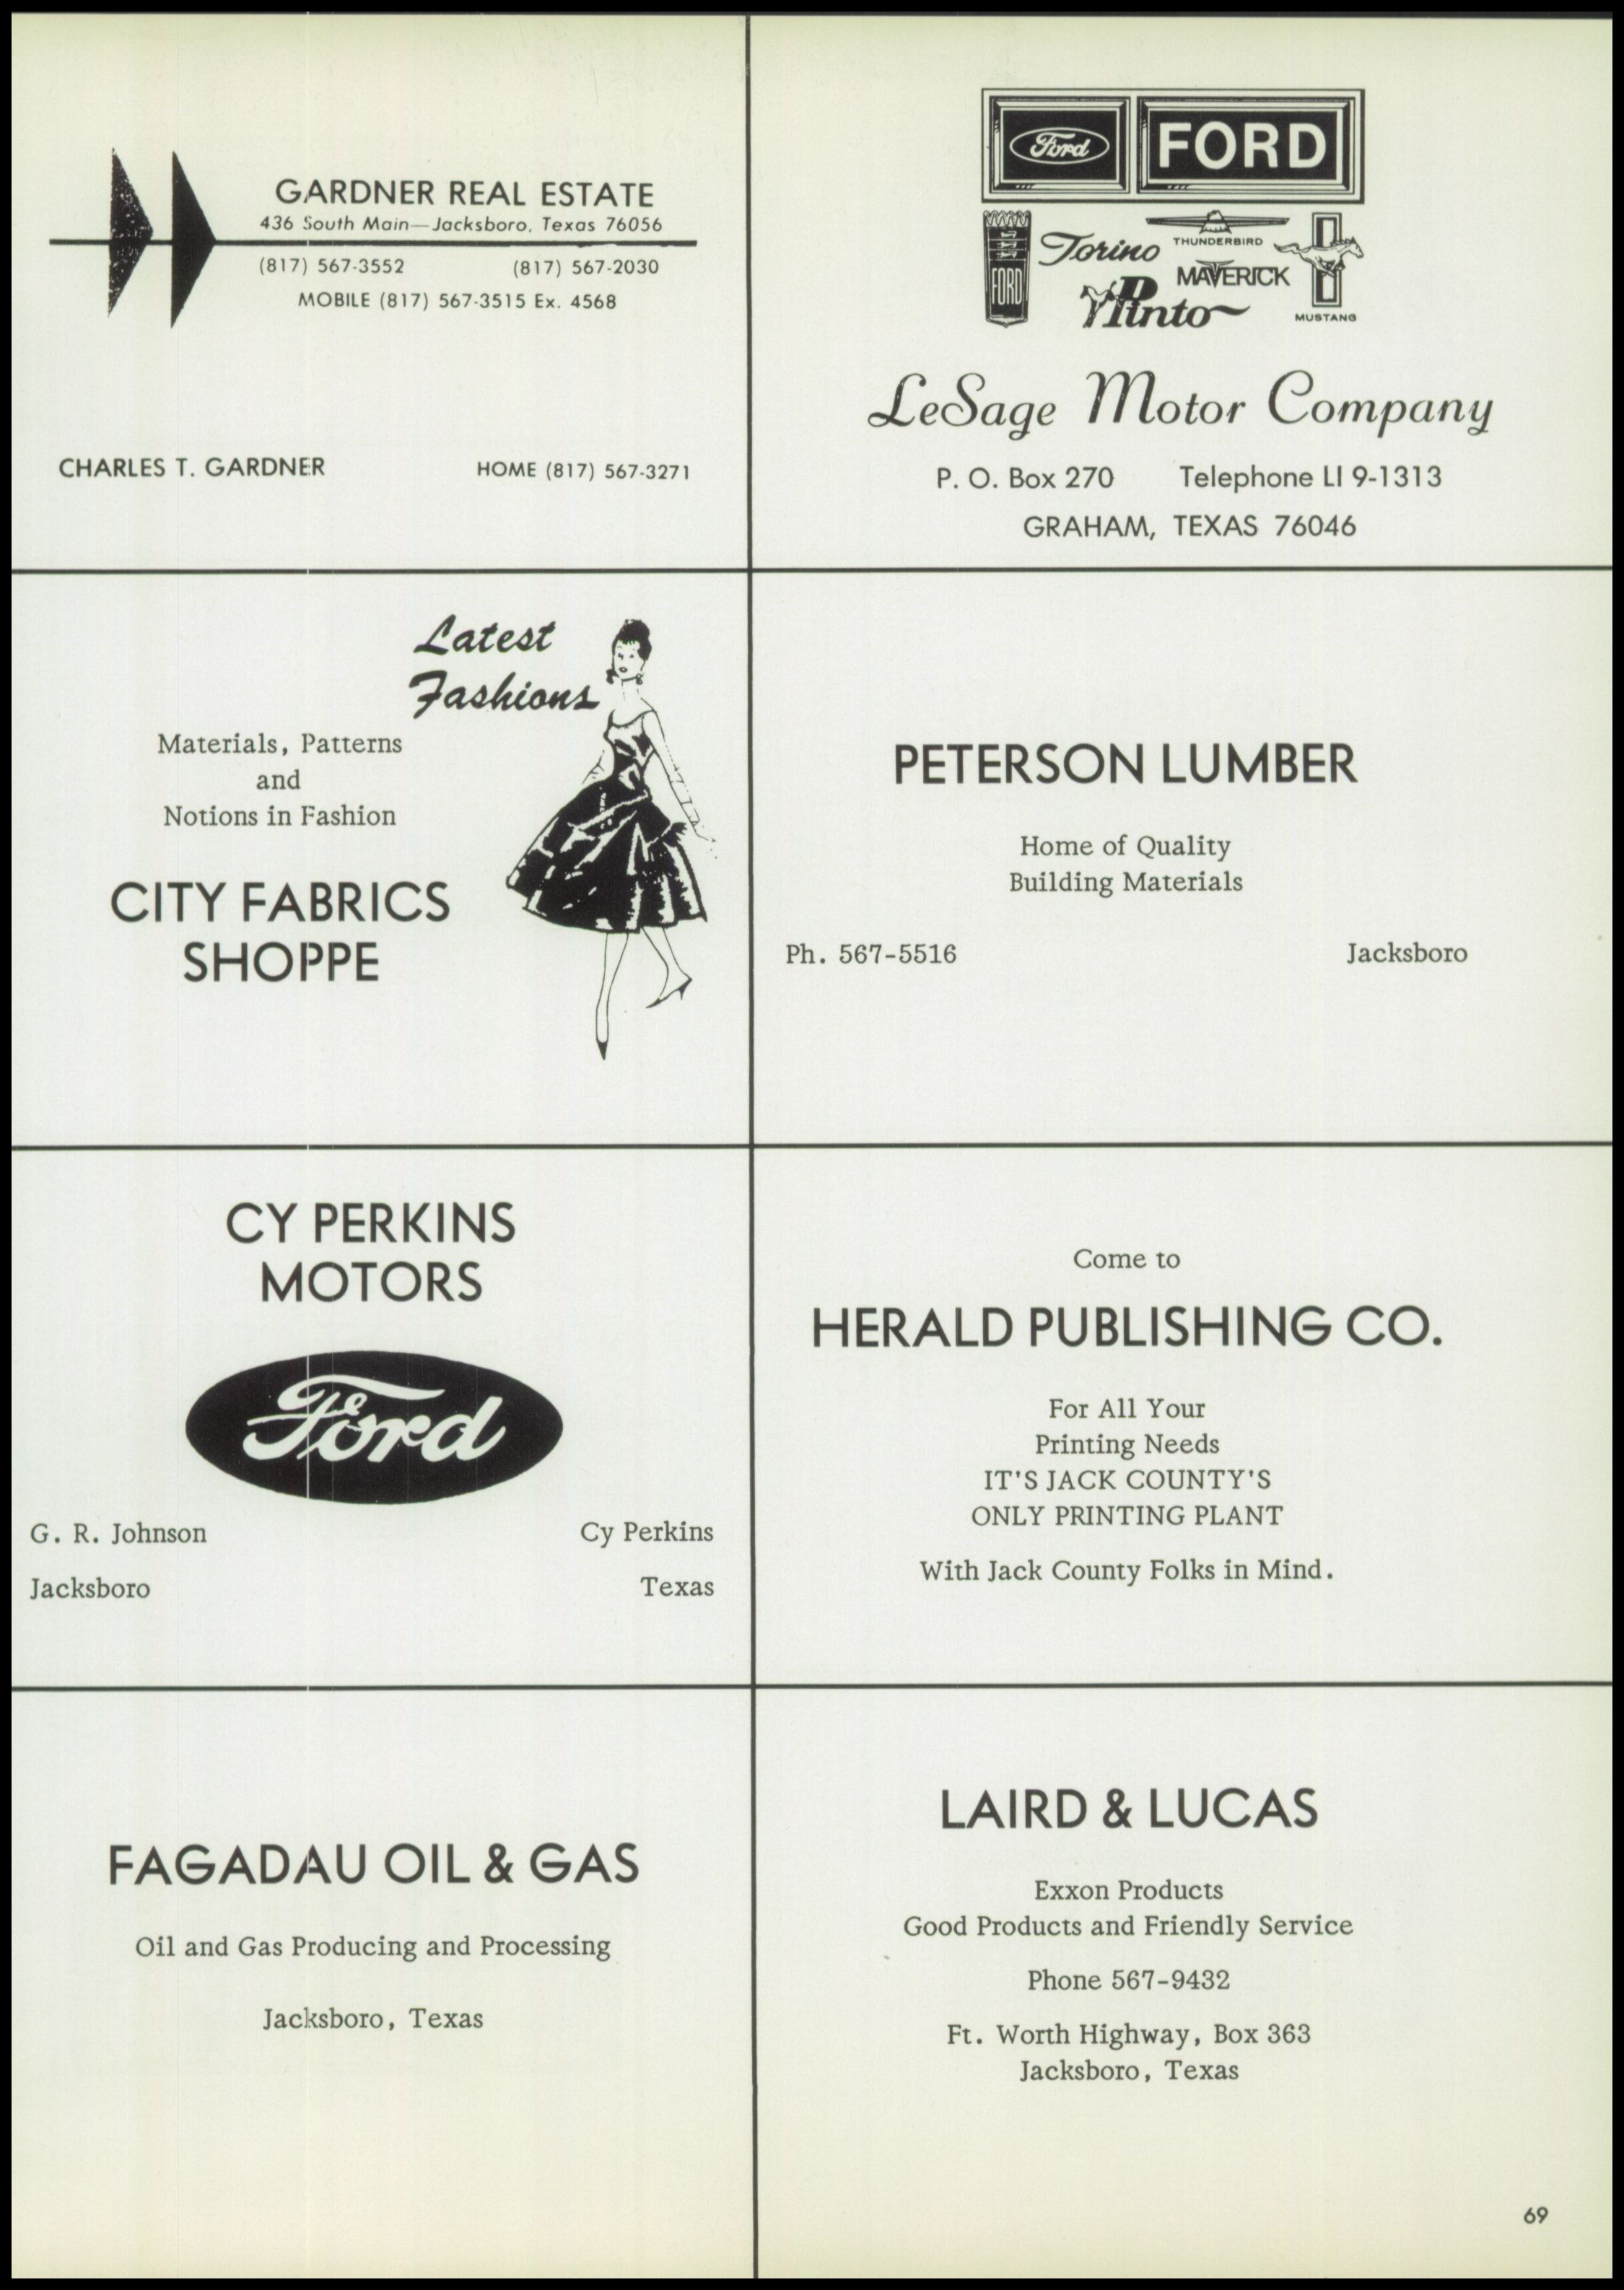 GARDNER REAL ESTATE
436 South Main—Jacksboro, Texas 76056
(817) 567-3552 (817) 567-2030
MOBILE (817) 567-3515 Ex. 4568
CHARLES T. GARDNER HOME (817) 567-3271
Ford FORD
FORD
Torino
THUNDERBIRD
MAVERICK
Pinto
MUSTANG
LeSage Motor Company
P. O. Box 270 Telephone LI 9-1313
GRAHAM, TEXAS 76046
Latest
Fashions
Materials, Patterns
and
Notions in Fashion
CITY FABRICS
SHOPPE
PETERSON LUMBER
Home of Quality
Building Materials
Ph. 567-5516 Jacksboro
CY PERKINS
MOTORS
Ford
G. R. Johnson Cy Perkins
Jacksboro Texas
Come to
HERALD PUBLISHING CO.
For All Your
Printing Needs
IT'S JACK COUNTY'S
ONLY PRINTING PLANT
With Jack County Folks in Mind.
FAGADAU OIL & GAS
Oil and Gas Producing and Processing
Jacksboro, Texas
LAIRD & LUCAS
Exxon Products
Good Products and Friendly Service
Phone 567-9432
Ft. Worth Highway, Box 363
Jacksboro, Texas
69